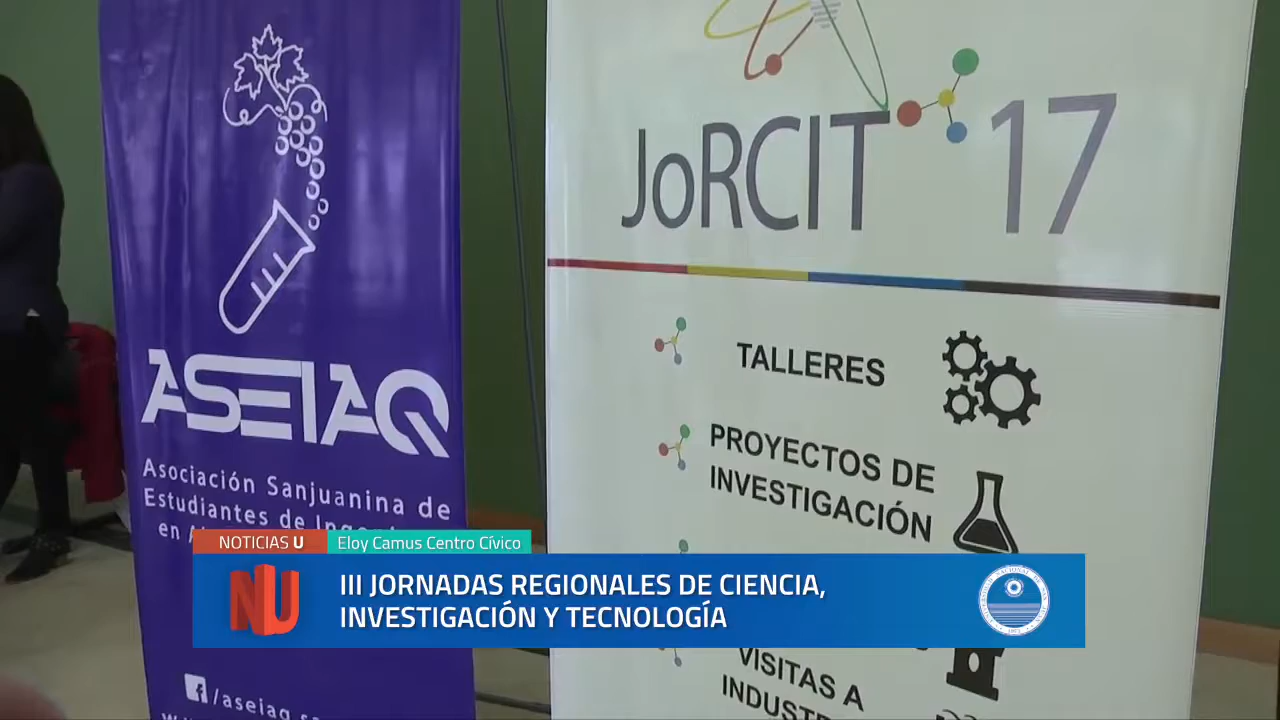 JoRCIT 17
TALLERES
PROYECTOS DE
INVESTIGACIÓN
VISITAS A
ASEIAQ
Asociación Sanjuanina de
Estudiantes de
en
/aseiaq
NOTICIAS U
Eloy Camus Centro Cívico
NU
III JORNADAS REGIONALES DE CIENCIA,
INVESTIGACIÓN Y TECNOLOGÍA